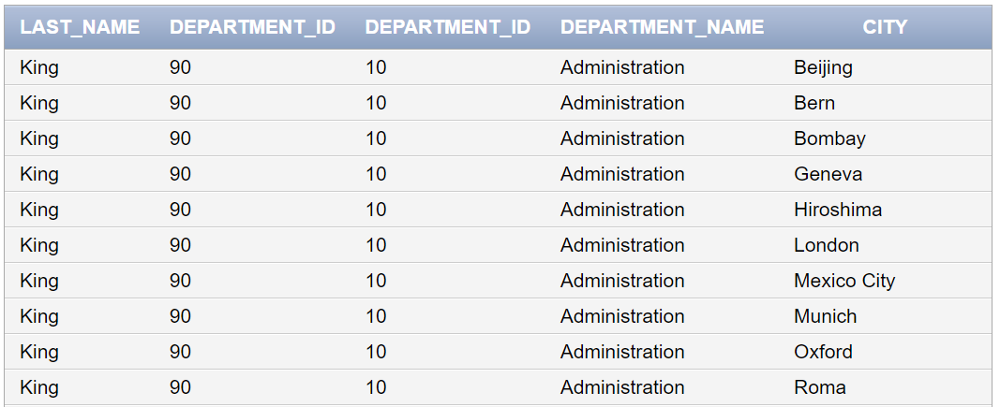 LAST_NAME DEPARTMENT_ID DEPARTMENT_ID DEPARTMENT_NAME CITY
King 90 10 Administration Beijing
King 90 10 Administration Bern
King 90 10 Administration Bombay
King 90 10 Administration Geneva
King 90 10 Administration Hiroshima
King 90 10 Administration London
King 90 10 Administration Mexico City
King 90 10 Administration Munich
King 90 10 Administration Oxford
King 90 10 Administration Roma